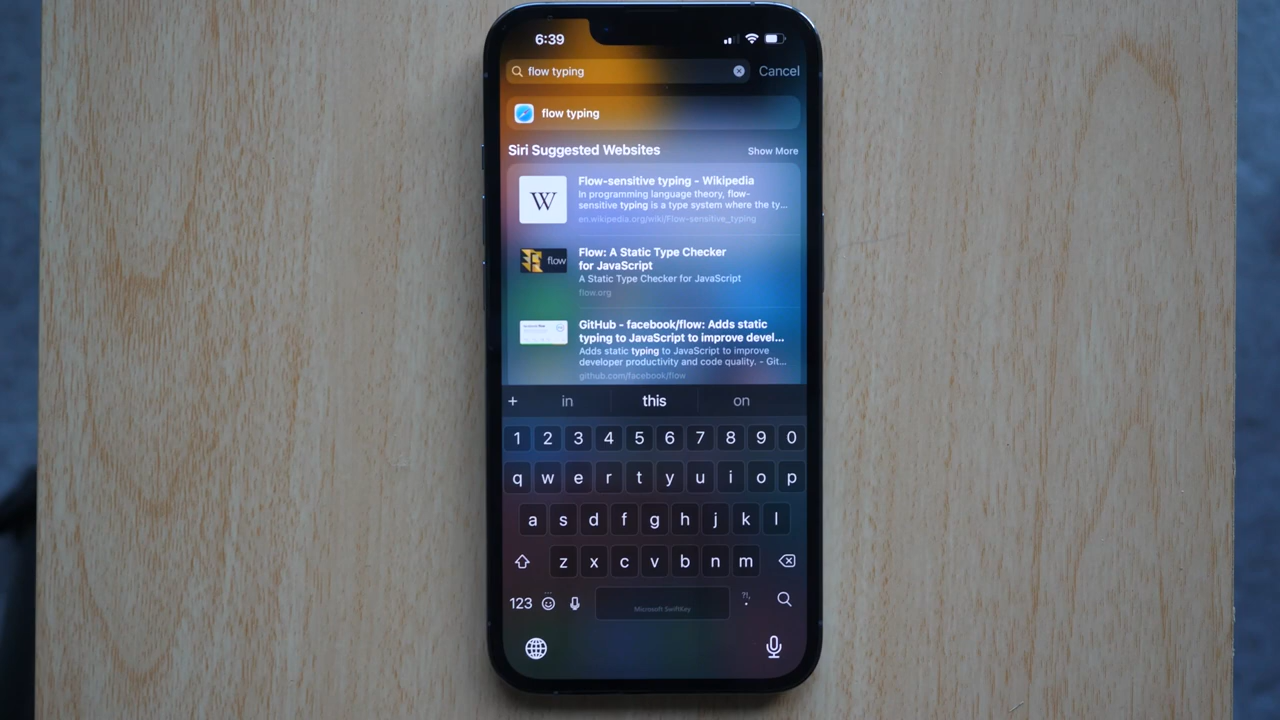 6:39
flow typing
Cancel
flow typing
Siri Suggested Websites
Show More
W
Flow-sensitive typing - Wikipedia
In programming language theory, flow-
sensitive typing is a type system where the ty...
en.wikipedia.org/wiki/Flow-sensitive_typing
flow
Flow: A Static Type Checker
for JavaScript
A Static Type Checker for JavaScript
flow.org
GitHub - facebook/flow: Adds static
typing to JavaScript to improve devel...
Adds static typing to JavaScript to improve
developer productivity and code quality. - Git...
github.com/facebook/flow
+ in this on
1 2 3 4 5 6 7 8 9 0
q w e r t y u i o p
a s d f g h j k l
z x c v b n m
123
Microsoft SwiftKey
?!,
.